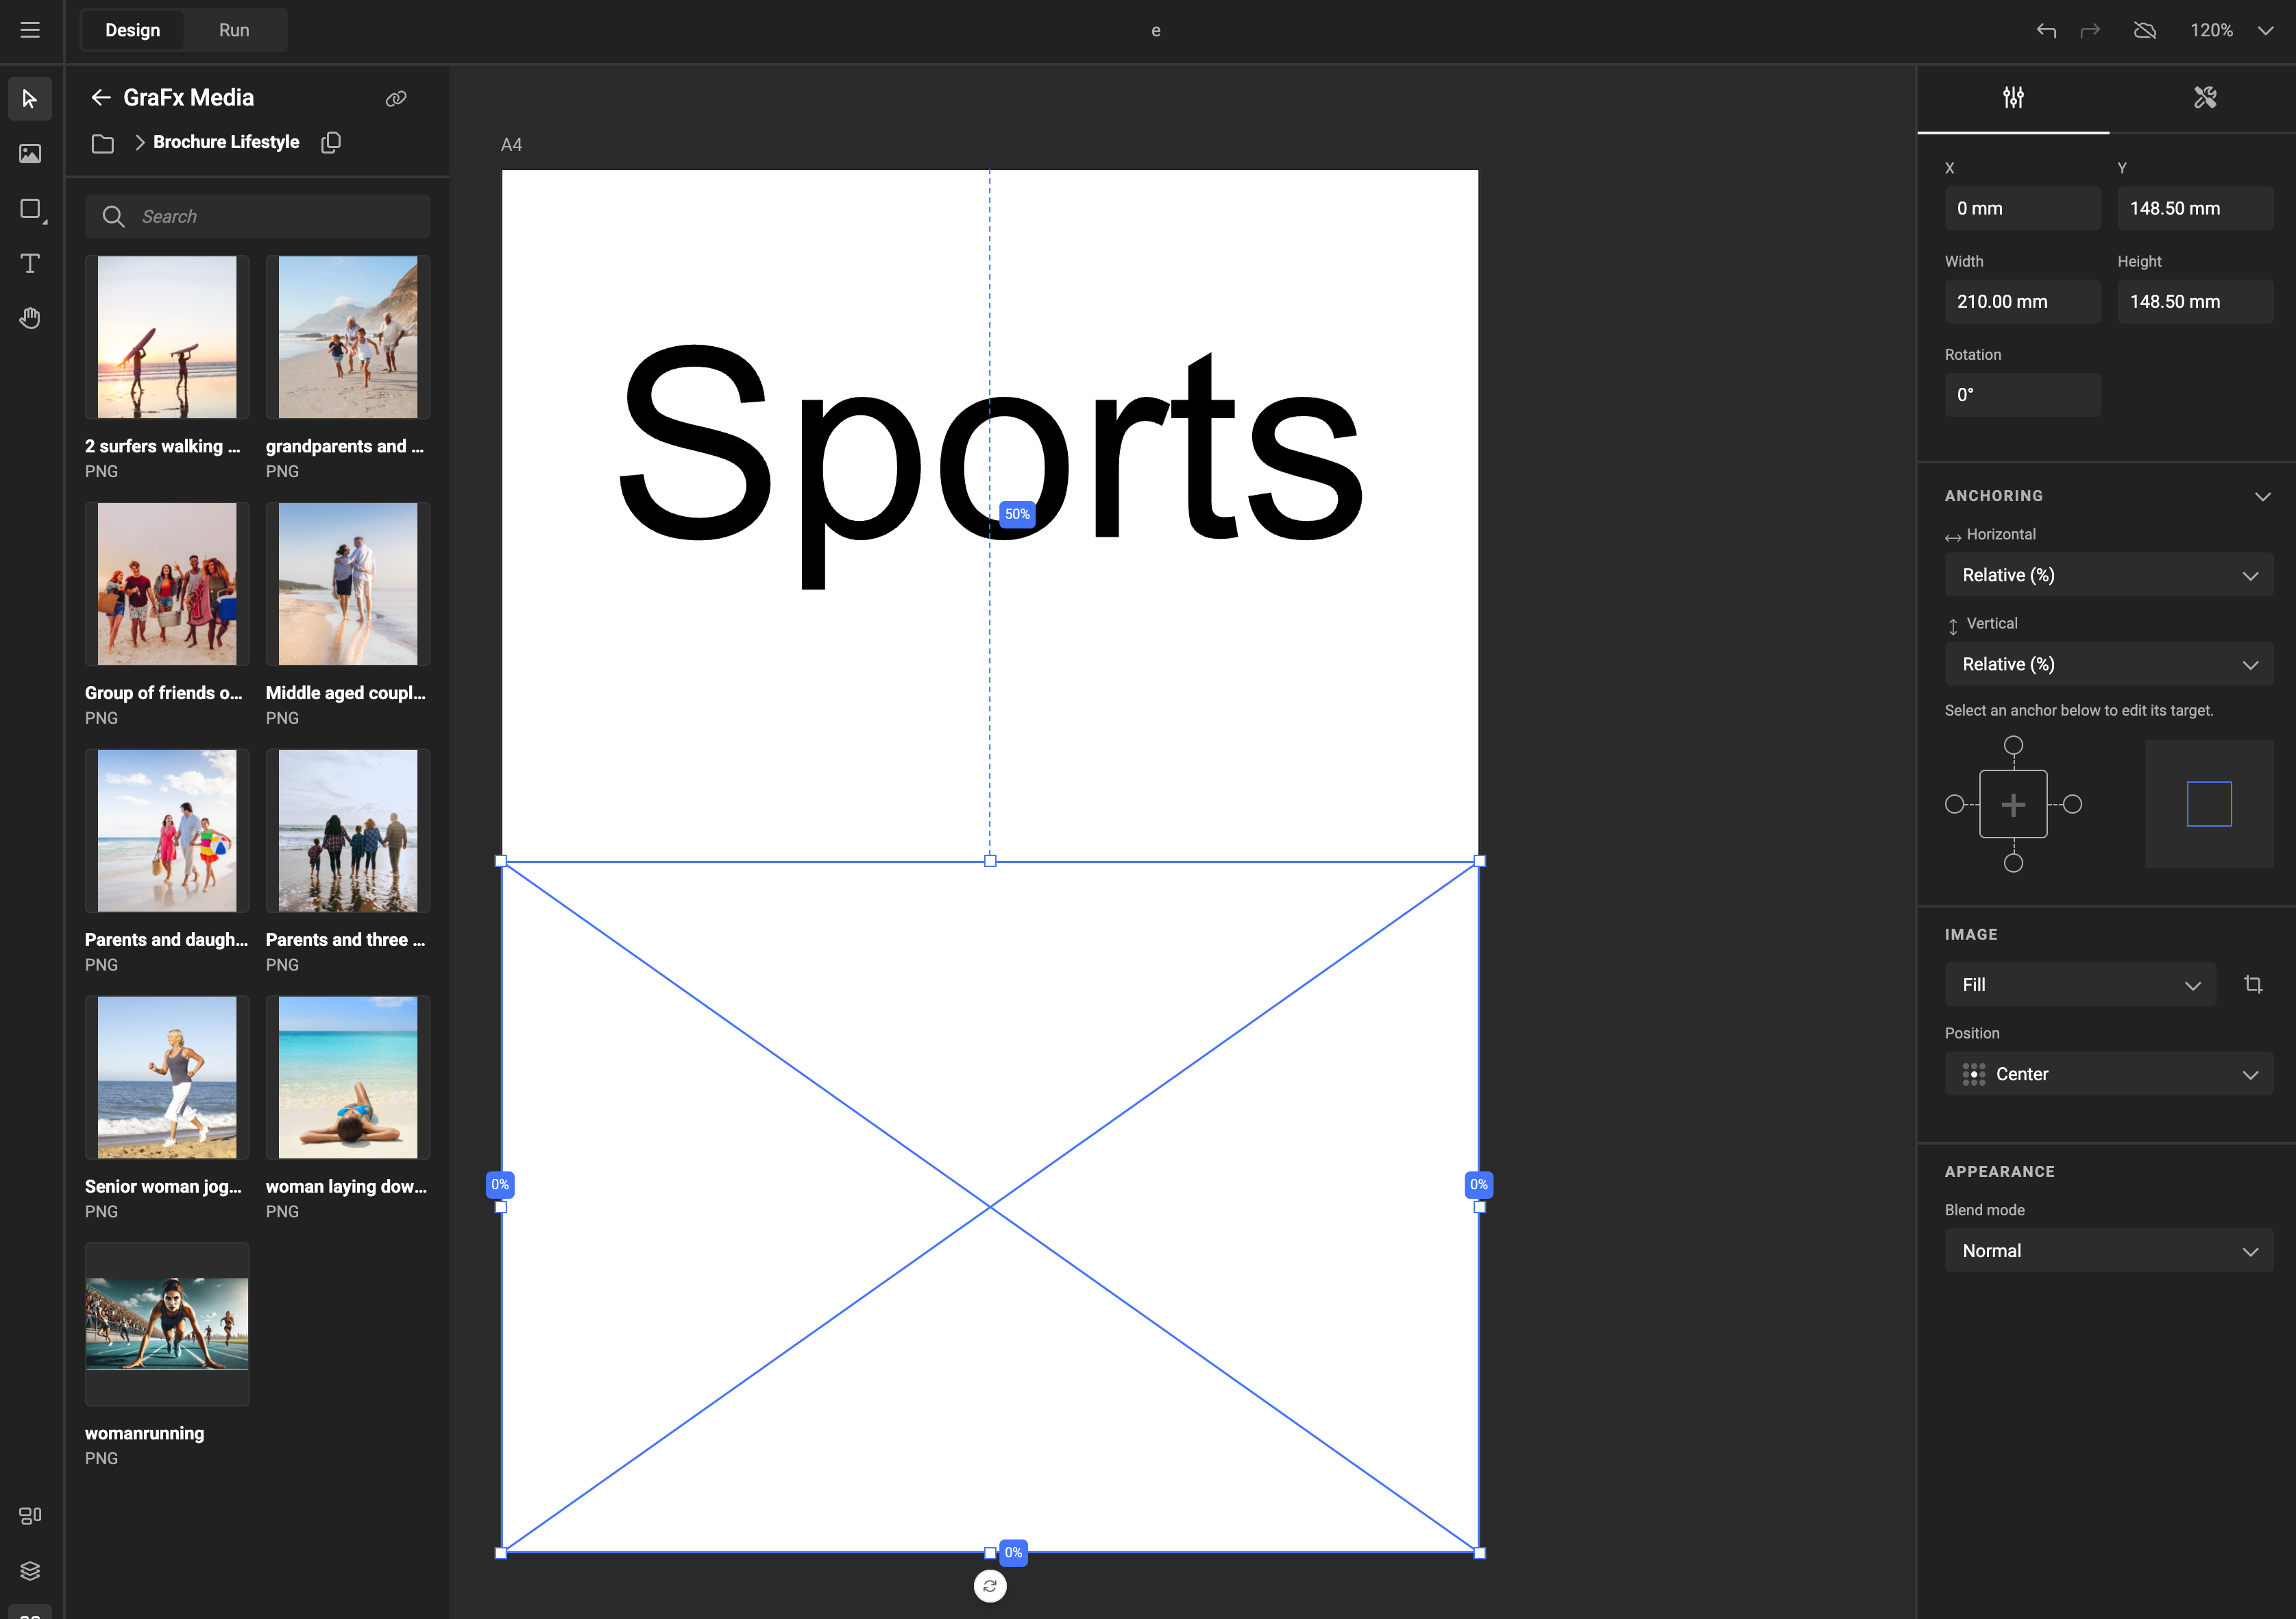 Design
Run
e
120%
GraFx Media
Brochure Lifestyle
Search
2 surfers walking ...
PNG
grandparents and ...
PNG
Group of friends o...
PNG
Middle aged coupl...
PNG
Parents and daugh...
PNG
Parents and three ...
PNG
Senior woman jog...
PNG
woman laying dow...
PNG
womanrunning
PNG
A4
Sports
50%
0%
0%
0%
X
Y
0 mm
148.50 mm
Width
Height
210.00 mm
148.50 mm
Rotation
0°
ANCHORING
Horizontal
Relative (%)
Vertical
Relative (%)
Select an anchor below to edit its target.
IMAGE
Fill
Position
Center
APPEARANCE
Blend mode
Normal